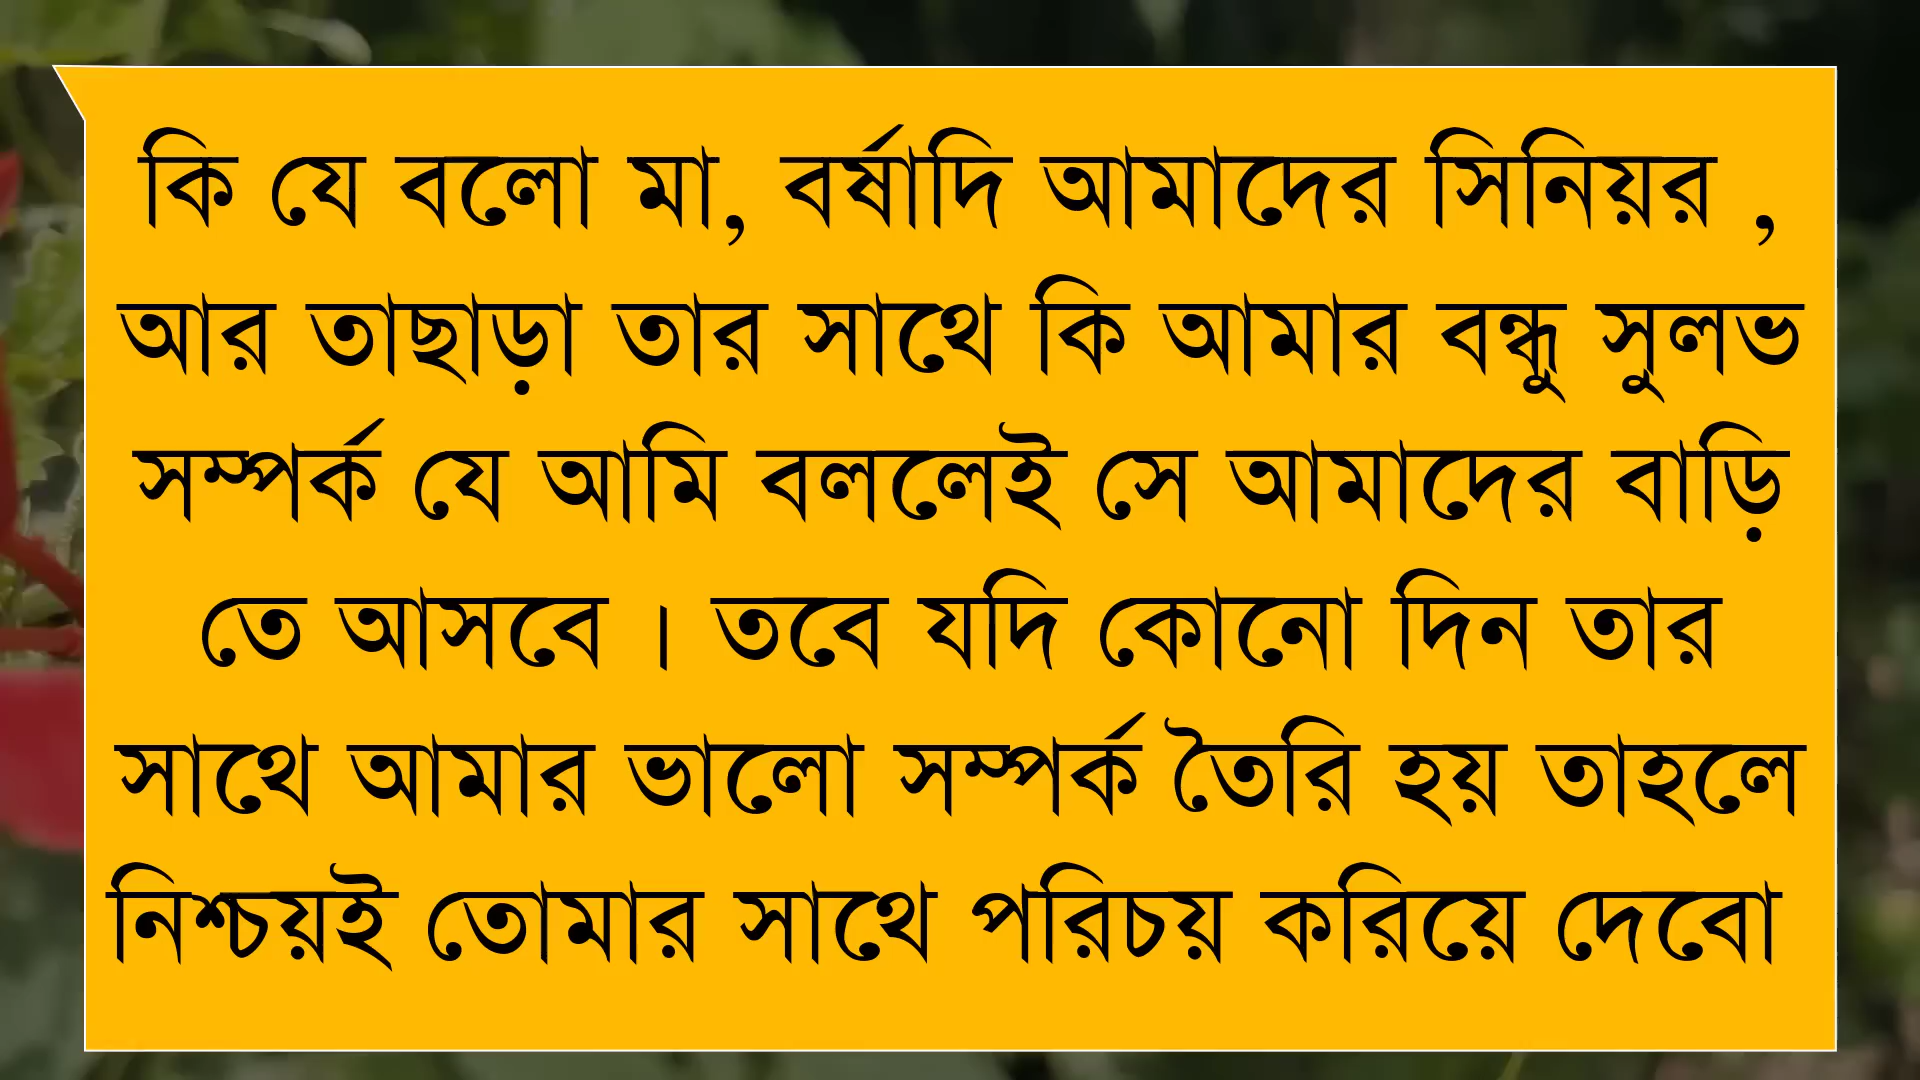 কি যে বলো মা, বর্ষাদি আমাদের সিনিয়র ,
আর তাছাড়া তার সাথে কি আমার বন্ধু সুলভ
সম্পর্ক যে আমি বললেই সে আমাদের বাড়ি
তে আসবে । তবে যদি কোনো দিন তার
সাথে আমার ভালো সম্পর্ক তৈরি হয় তাহলে
নিশ্চয়ই তোমার সাথে পরিচয় করিয়ে দেবো